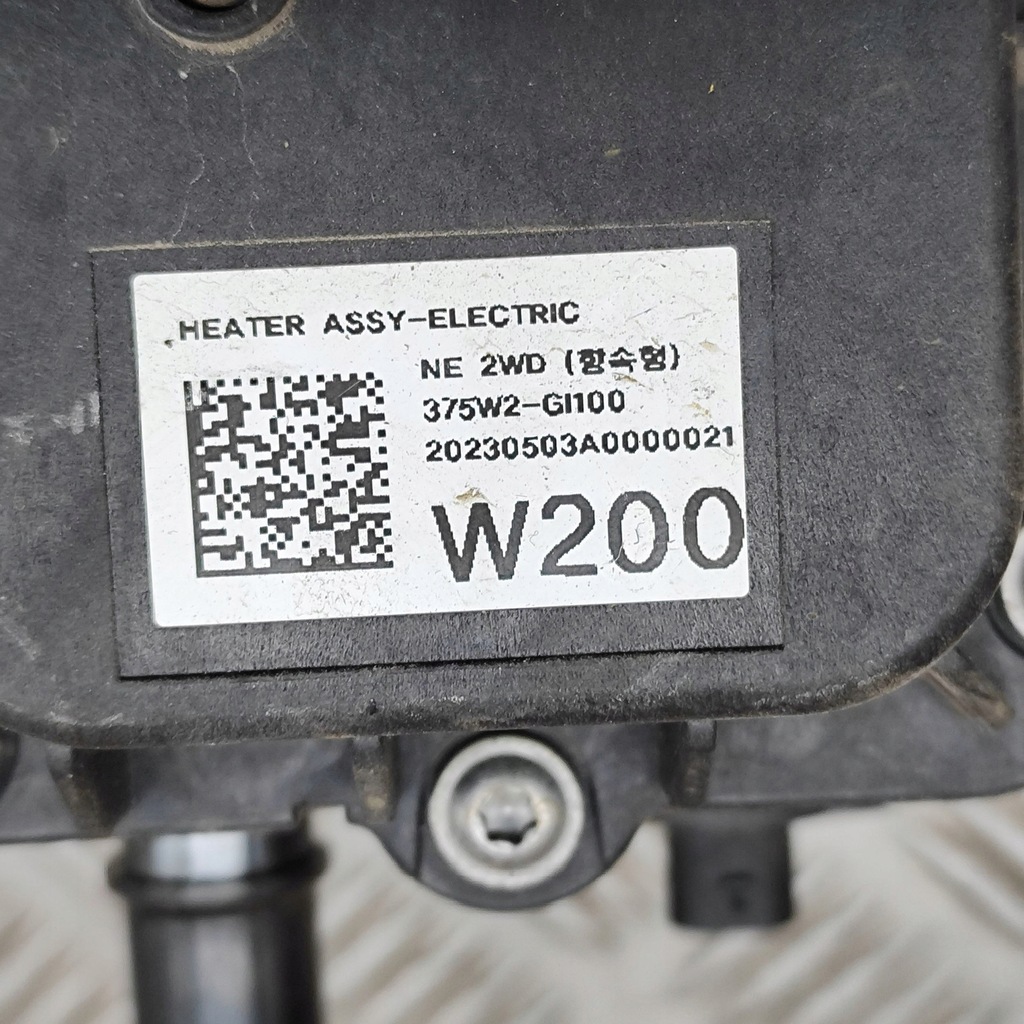 HEATER ASSY-ELECTRIC
NE 2WD (항속형)
375W2-GI100
20230503A0000021
W200